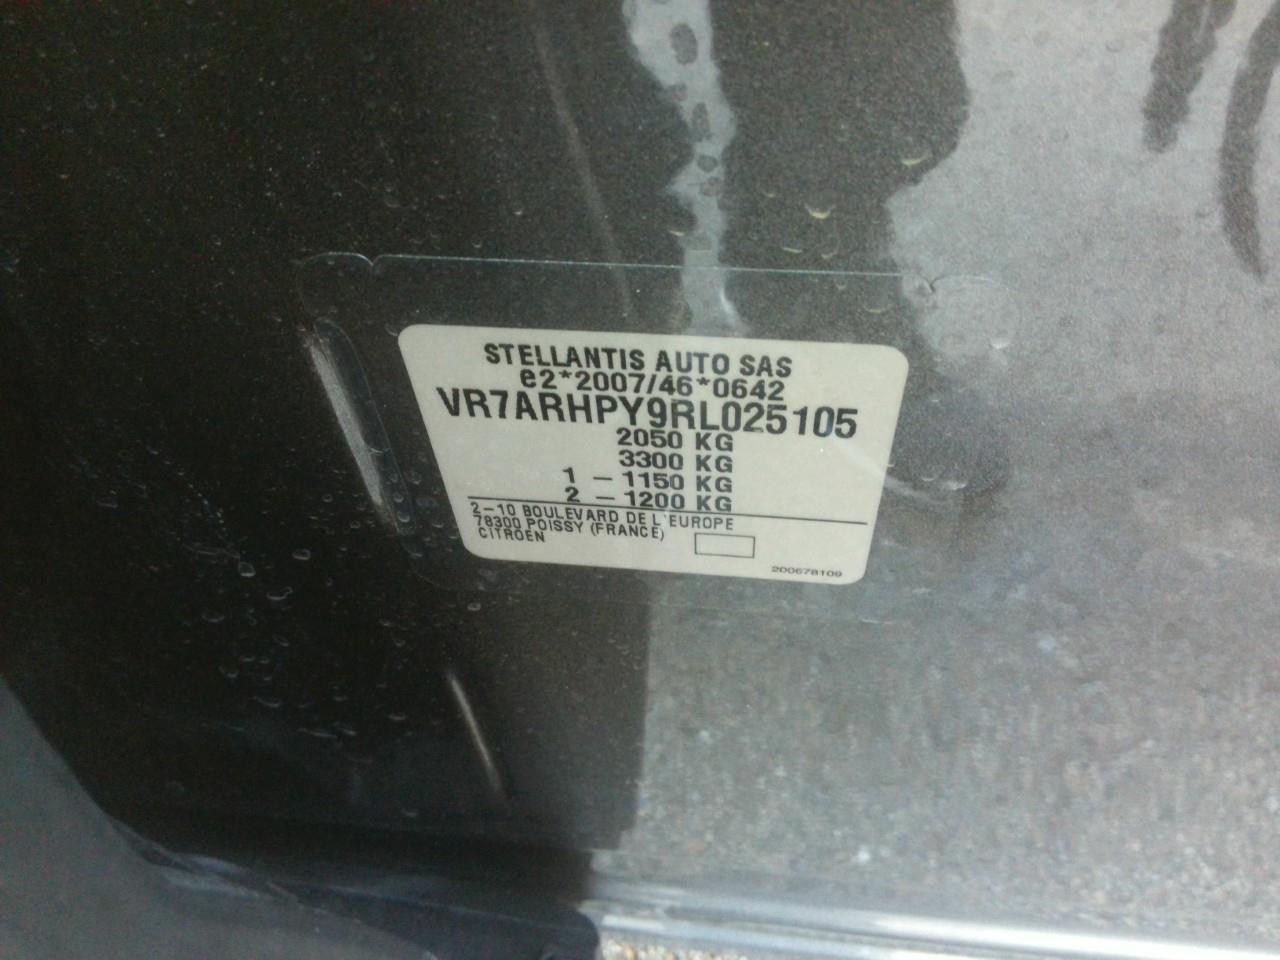 STELLANTIS AUTO SAS
e2*2007/46*0642
VR7ARHPY9RL025105
2050 KG
3300 KG
1 – 1150 KG
2 – 1200 KG
2–10 BOULEVARD DE L'EUROPE
78300 POISSY (FRANCE)
CITROEN
200678109